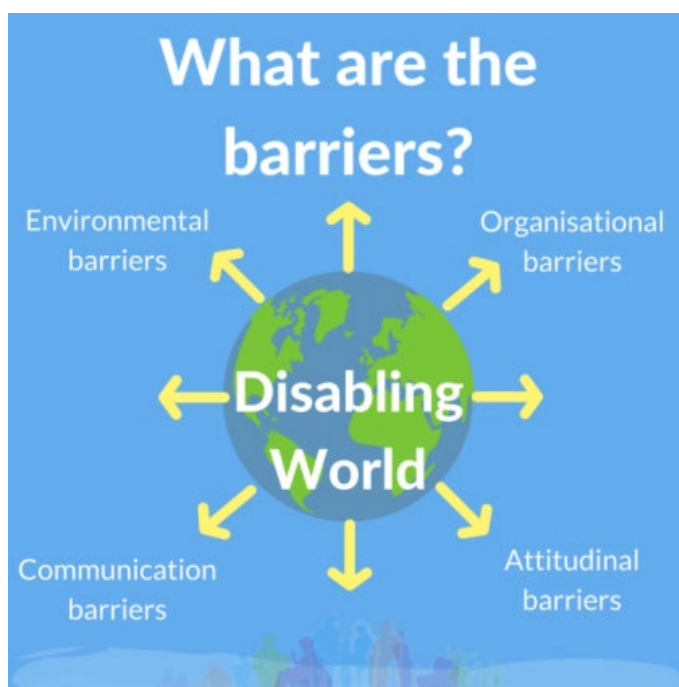 What are the
barriers?
Environmental
barriers
Organisational
barriers
Disabling
World
Communication
barriers
Attitudinal
barriers